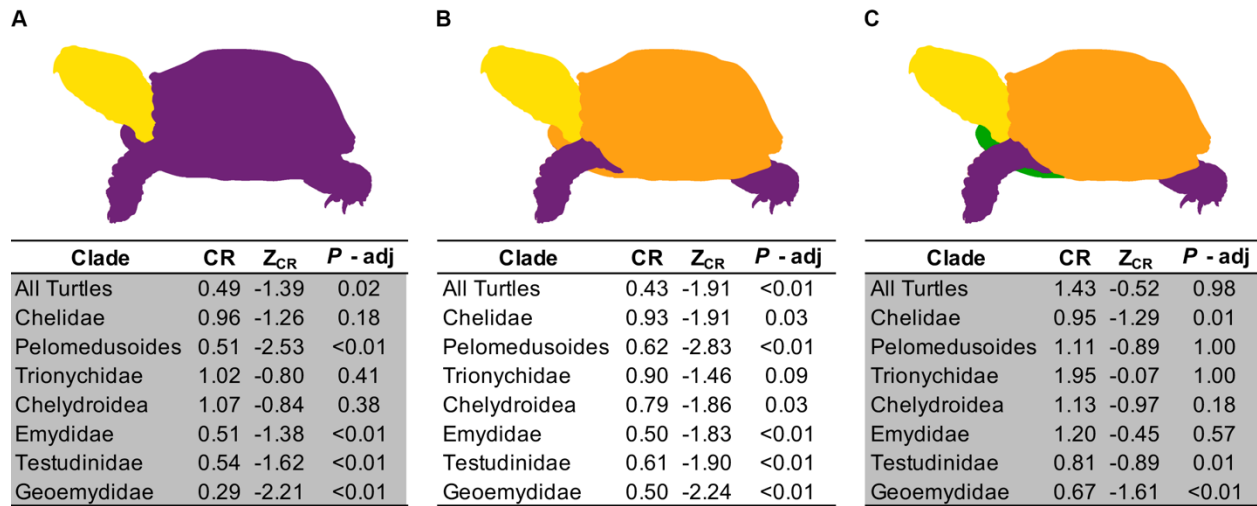 A
B
C
Clade CR Z_CR P - adj
All Turtles 0.49 -1.39 0.02
Chelidae 0.96 -1.26 0.18
Pelomedusoides 0.51 -2.53 <0.01
Trionychidae 1.02 -0.80 0.41
Chelydroidea 1.07 -0.84 0.38
Emydidae 0.51 -1.38 <0.01
Testudinidae 0.54 -1.62 <0.01
Geoemydidae 0.29 -2.21 <0.01
Clade CR Z_CR P - adj
All Turtles 0.43 -1.91 <0.01
Chelidae 0.93 -1.91 0.03
Pelomedusoides 0.62 -2.83 <0.01
Trionychidae 0.90 -1.46 0.09
Chelydroidea 0.79 -1.86 0.03
Emydidae 0.50 -1.83 <0.01
Testudinidae 0.61 -1.90 <0.01
Geoemydidae 0.50 -2.24 <0.01
Clade CR Z_CR P - adj
All Turtles 1.43 -0.52 0.98
Chelidae 0.95 -1.29 0.01
Pelomedusoides 1.11 -0.89 1.00
Trionychidae 1.95 -0.07 1.00
Chelydroidea 1.13 -0.97 0.18
Emydidae 1.20 -0.45 0.57
Testudinidae 0.81 -0.89 0.01
Geoemydidae 0.67 -1.61 <0.01